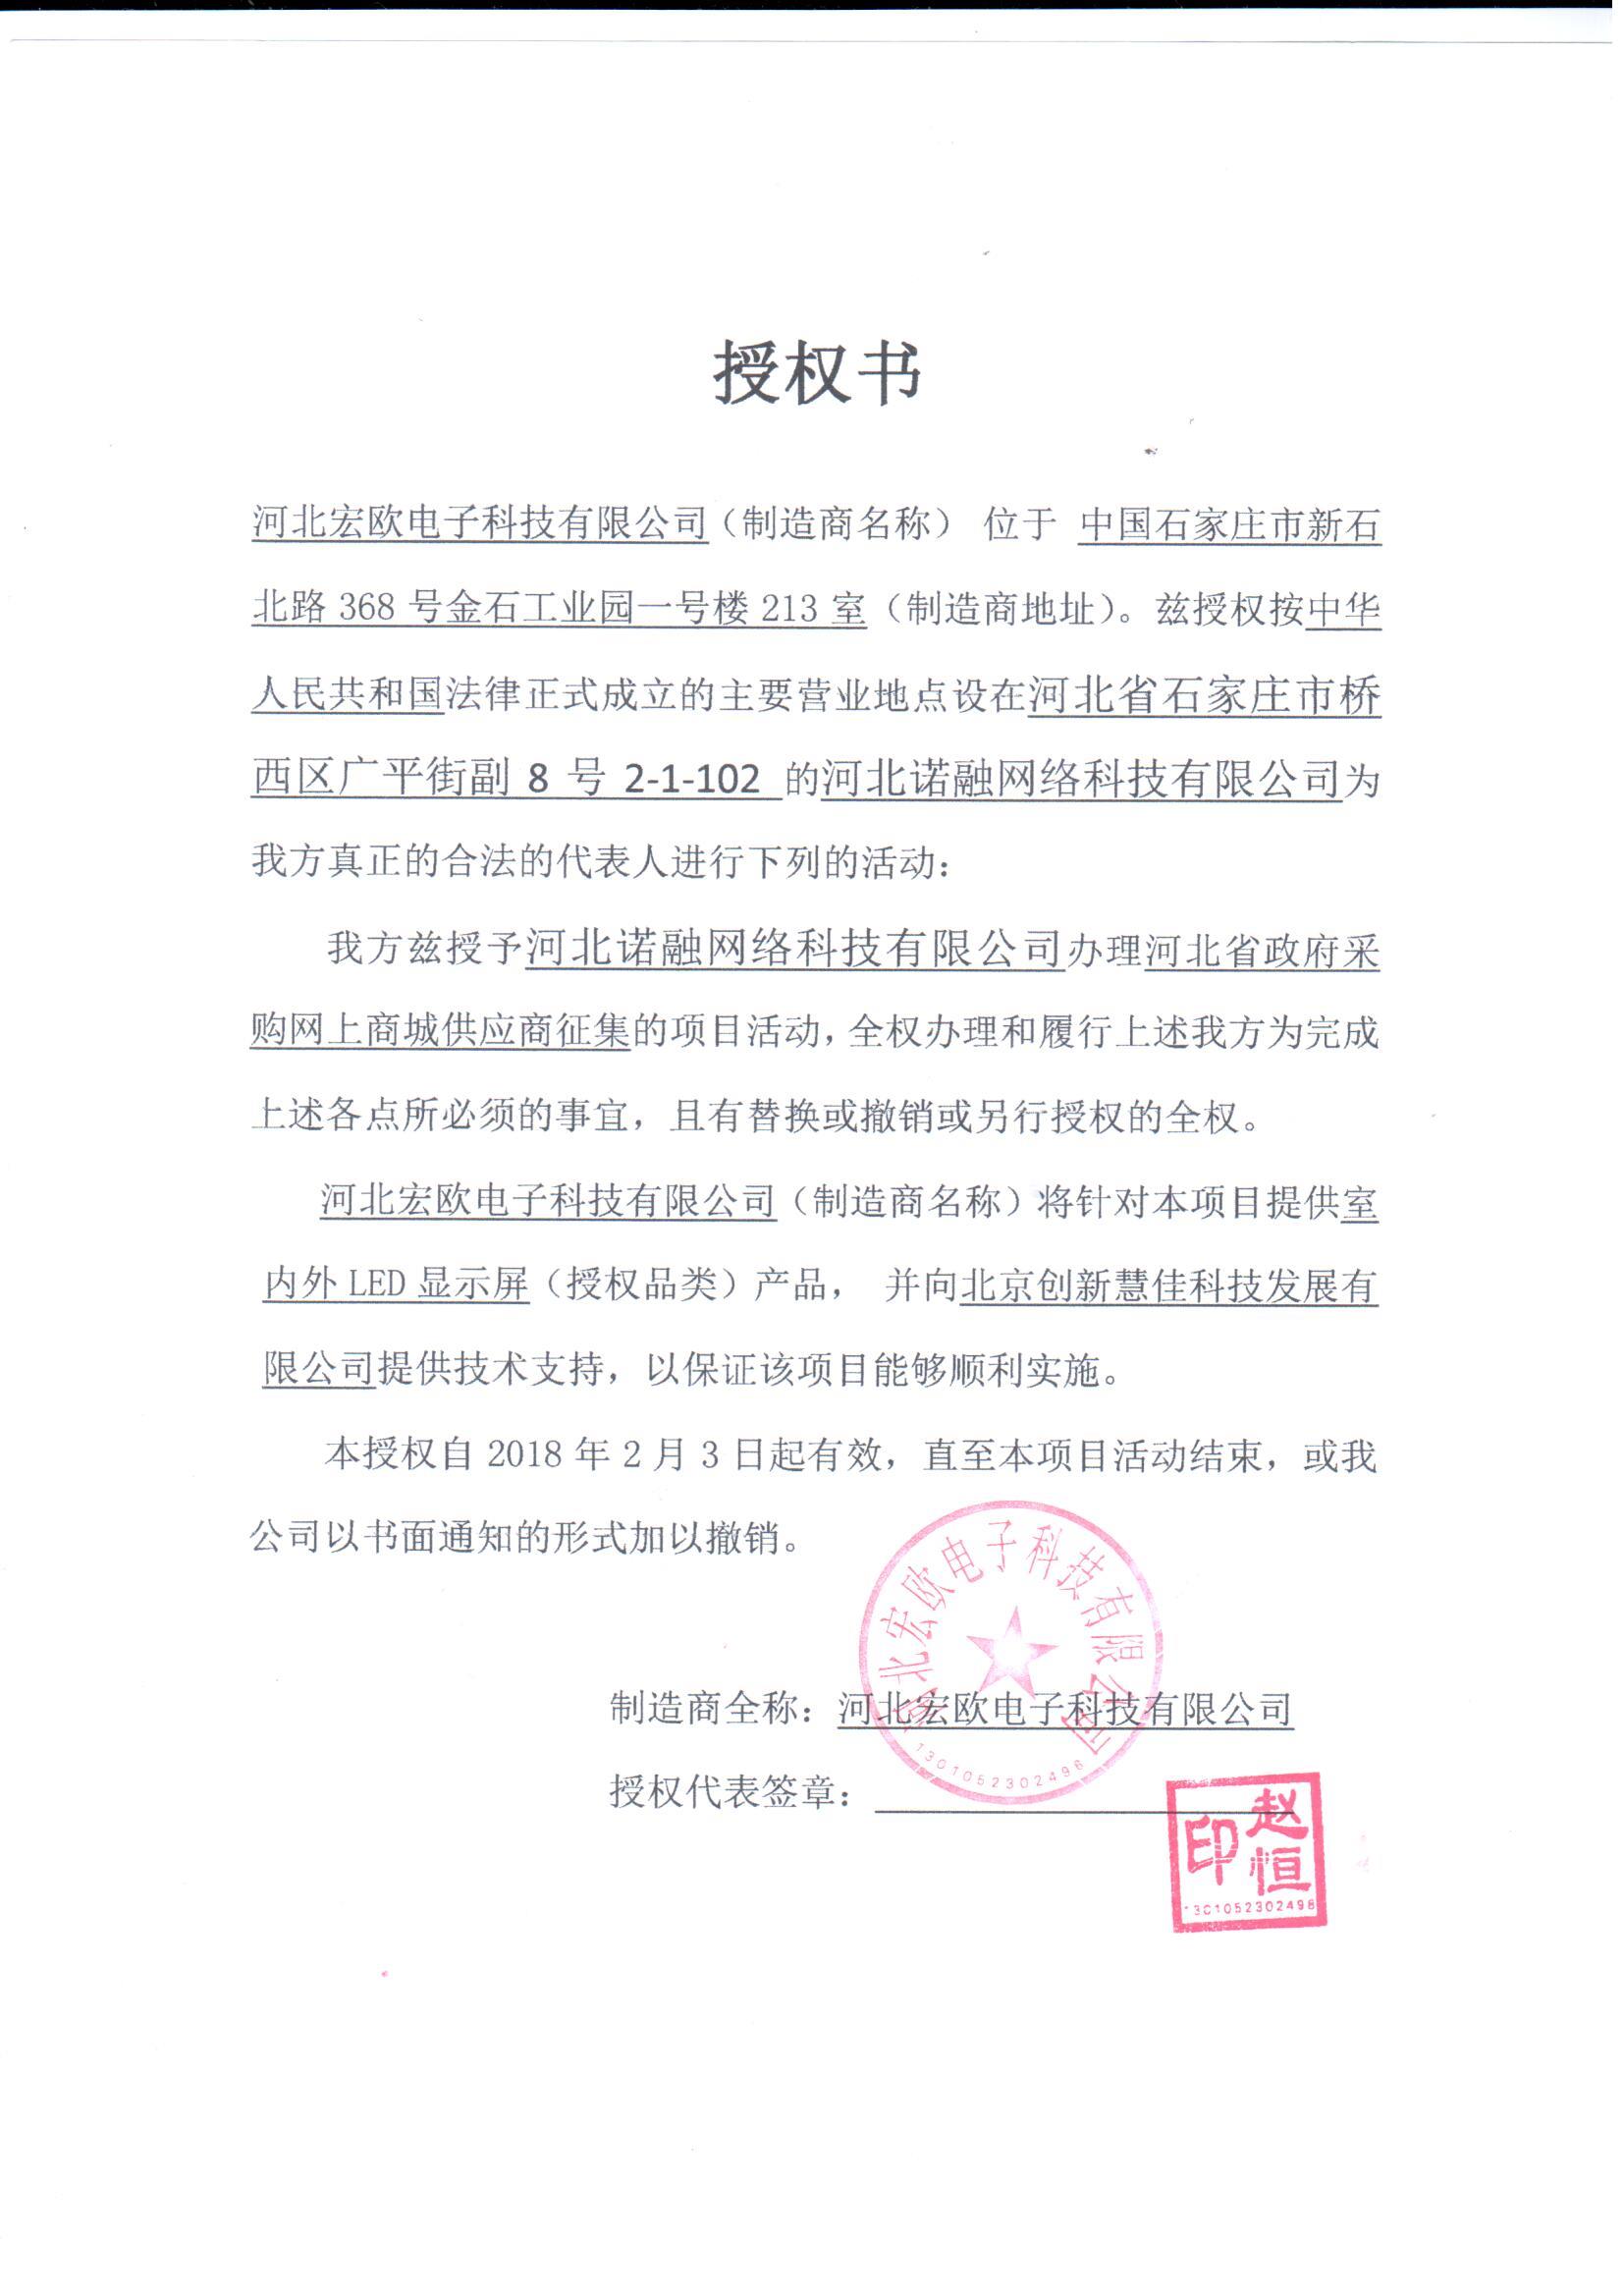 授权书
河北宏欧电子科技有限公司（制造商名称） 位于 中国石家庄市新石
北路 368 号金石工业园一号楼 213 室（制造商地址）。兹授权按中华
人民共和国法律正式成立的主要营业地点设在河北省石家庄市桥
西区广平街副 8 号 2-1-102 的河北诺融网络科技有限公司为
我方真正的合法的代表人进行下列的活动：
我方兹授予河北诺融网络科技有限公司办理河北省政府采
购网上商城供应商征集的项目活动，全权办理和履行上述我方为完成
上述各点所必须的事宜，且有替换或撤销或另行授权的全权。
河北宏欧电子科技有限公司（制造商名称）将针对本项目提供室
内外 LED 显示屏（授权品类）产品， 并向北京创新慧佳科技发展有
限公司提供技术支持，以保证该项目能够顺利实施。
本授权自 2018 年 2 月 3 日起有效，直至本项目活动结束，或我
公司以书面通知的形式加以撤销。
河北宏欧电子科技有限公司
1301052302498
制造商全称：河北宏欧电子科技有限公司
授权代表签章：
赵恒印
1301052302498